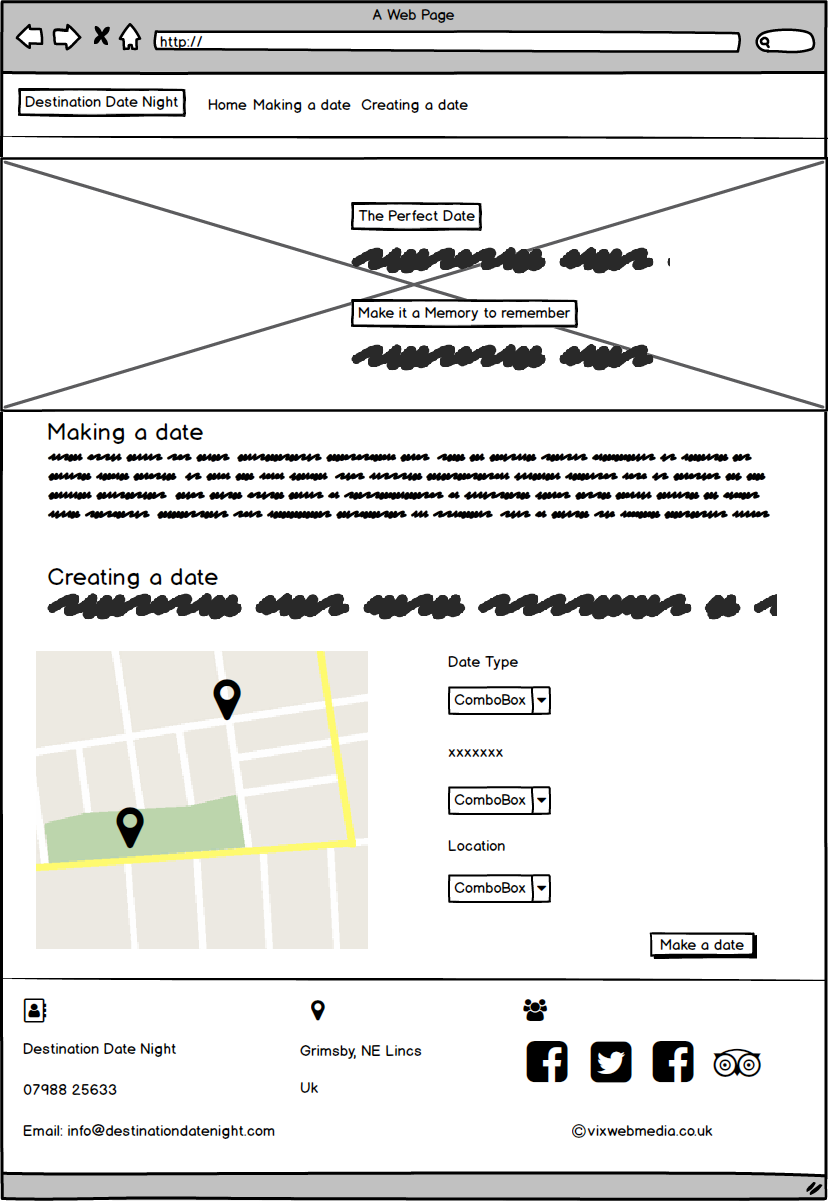 A Web Page
http://
Destination Date Night Home Making a date Creating a date
The Perfect Date
Make it a Memory to remember
Making a date
Creating a date
Date Type
ComboBox
xxxxxxx
ComboBox
Location
ComboBox
Make a date
Destination Date Night
Grimsby, NE Lincs
07988 25633
Uk
Email: info@destinationdatenight.com
©vixwebmedia.co.uk